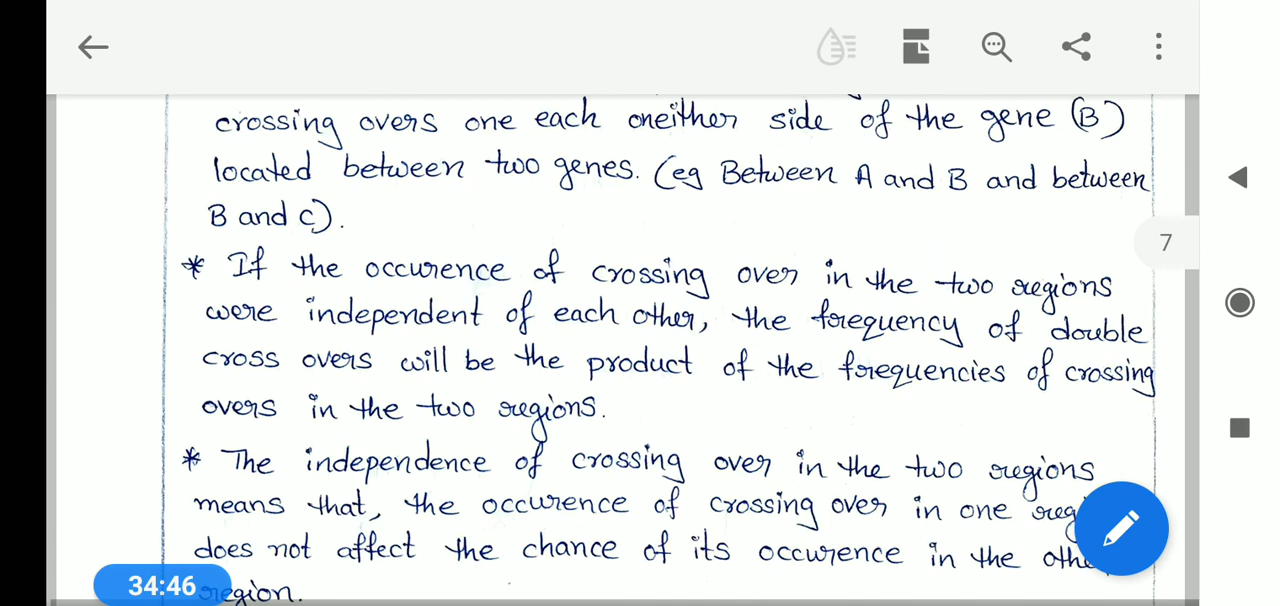 crossing overs one each oneither side of the gene (B)
located between two genes. (eg Between A and B and between
B and C).
7
* If the occurence of crossing over in the two regions
were independent of each other, the frequency of double
cross overs will be the product of the frequencies of crossing
overs in the two regions.
* The independence of crossing over in the two regions
means that, the occurence of crossing over in one reg
does not affect the chance of its occurence in the othe
34:46
region.